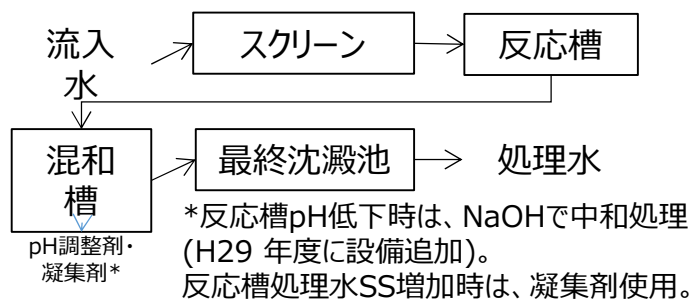 流入
水
スクリーン
反応槽
混和
槽
最終沈澱池
処理水
pH調整剤・
凝集剤*
*反応槽pH低下時は、NaOHで中和処理
(H29 年度に設備追加)。
反応槽処理水SS増加時は、凝集剤使用。